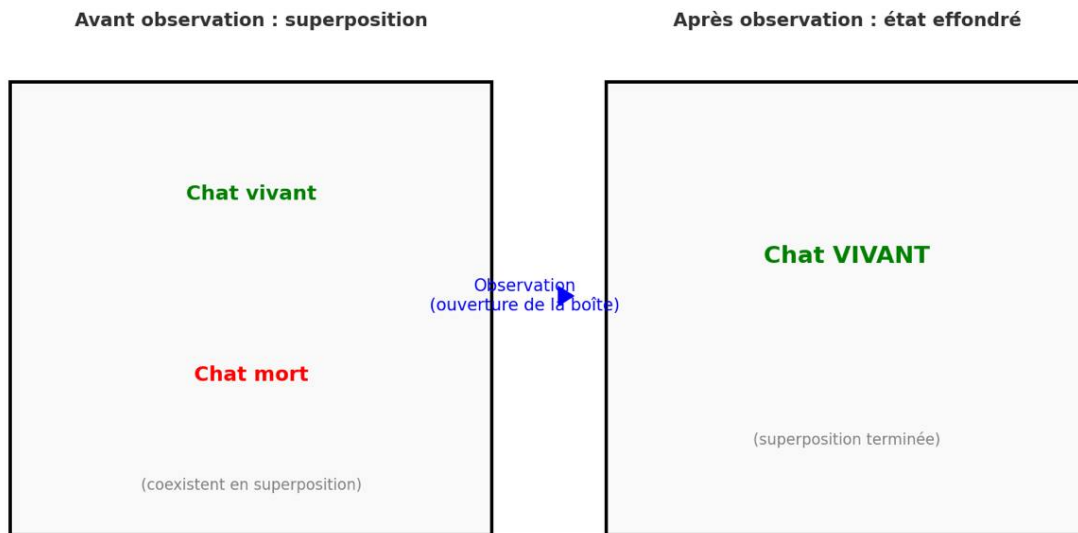 Avant observation : superposition
Après observation : état effondré
Chat vivant
Chat mort
(coexistent en superposition)
Observation
(ouverture de la boîte)
Chat VIVANT
(superposition terminée)